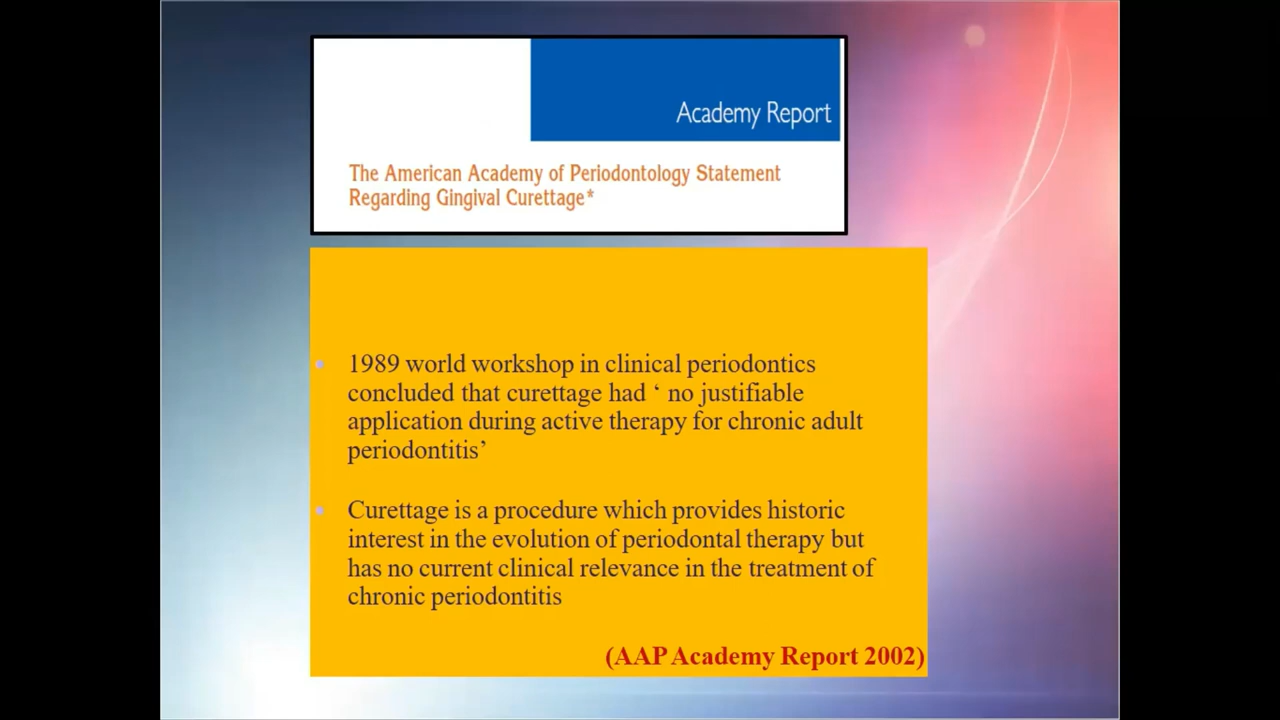 Academy Report
The American Academy of Periodontology Statement
Regarding Gingival Curettage*
• 1989 world workshop in clinical periodontics
concluded that curettage had ‘ no justifiable
application during active therapy for chronic adult
periodontitis’
• Curettage is a procedure which provides historic
interest in the evolution of periodontal therapy but
has no current clinical relevance in the treatment of
chronic periodontitis
(AAP Academy Report 2002)